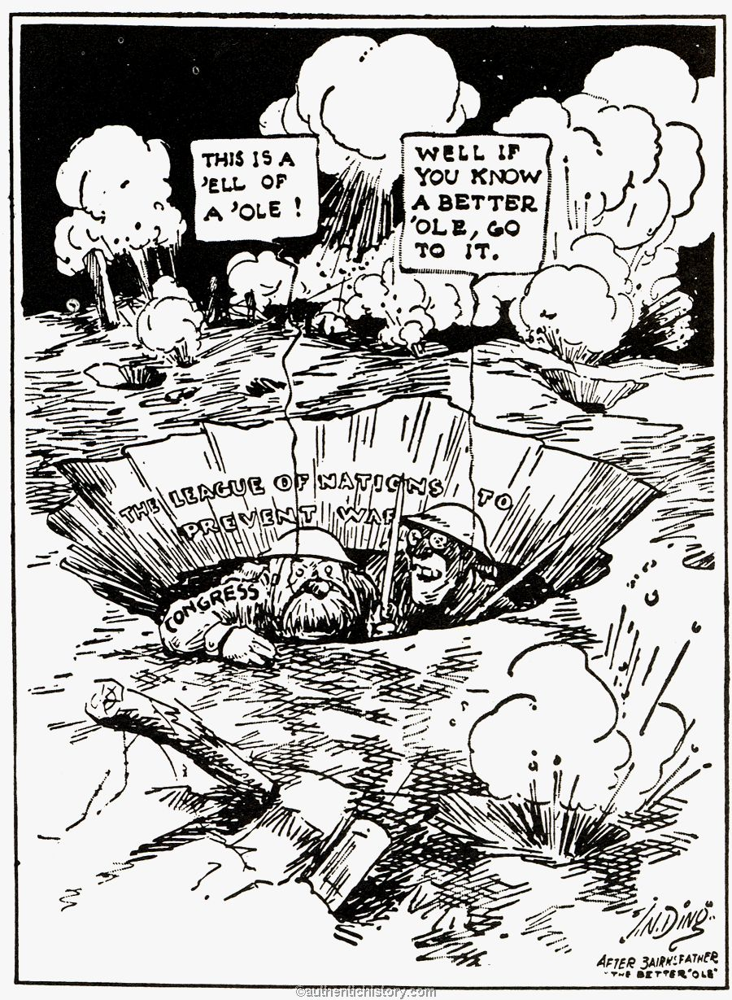 THIS IS A
'ELL OF
A 'OLE !
WELL IF
YOU KNOW
A BETTER
'OLE, GO
TO IT.
THE LEAGUE OF NATIONS TO
PREVENT WAR
CONGRESS
J.N. DING
AFTER BAIRNSFATHER
"THE BETTER 'OLE"
©authentichistory.com